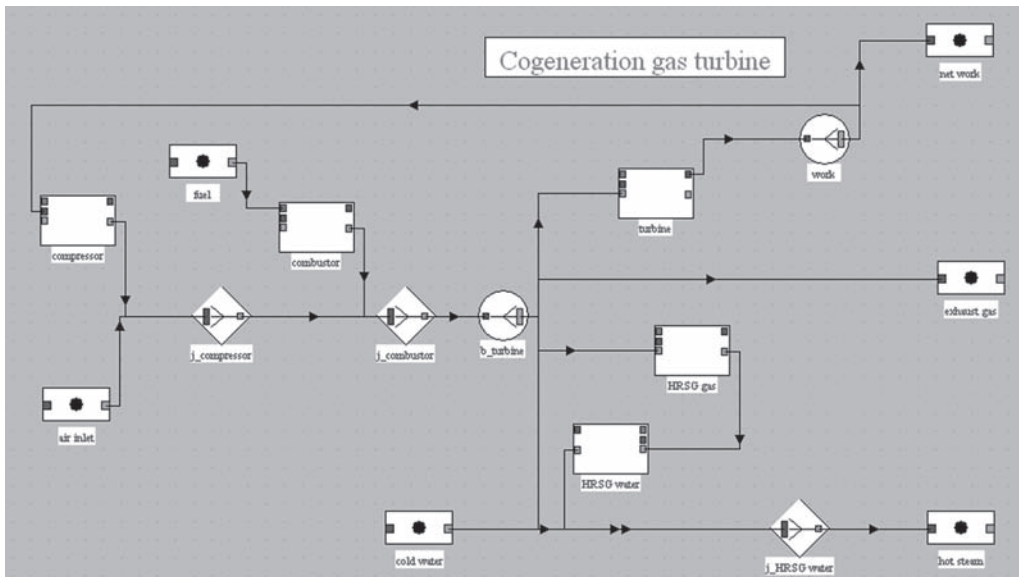 Cogeneration gas turbine
net work
work
fuel
turbine
compressor
combustor
exhaust gas
j_compressor
j_combustor
b_turbine
HRSG gas
air inlet
HRSG water
cold water
j_HRSG water
hot steam